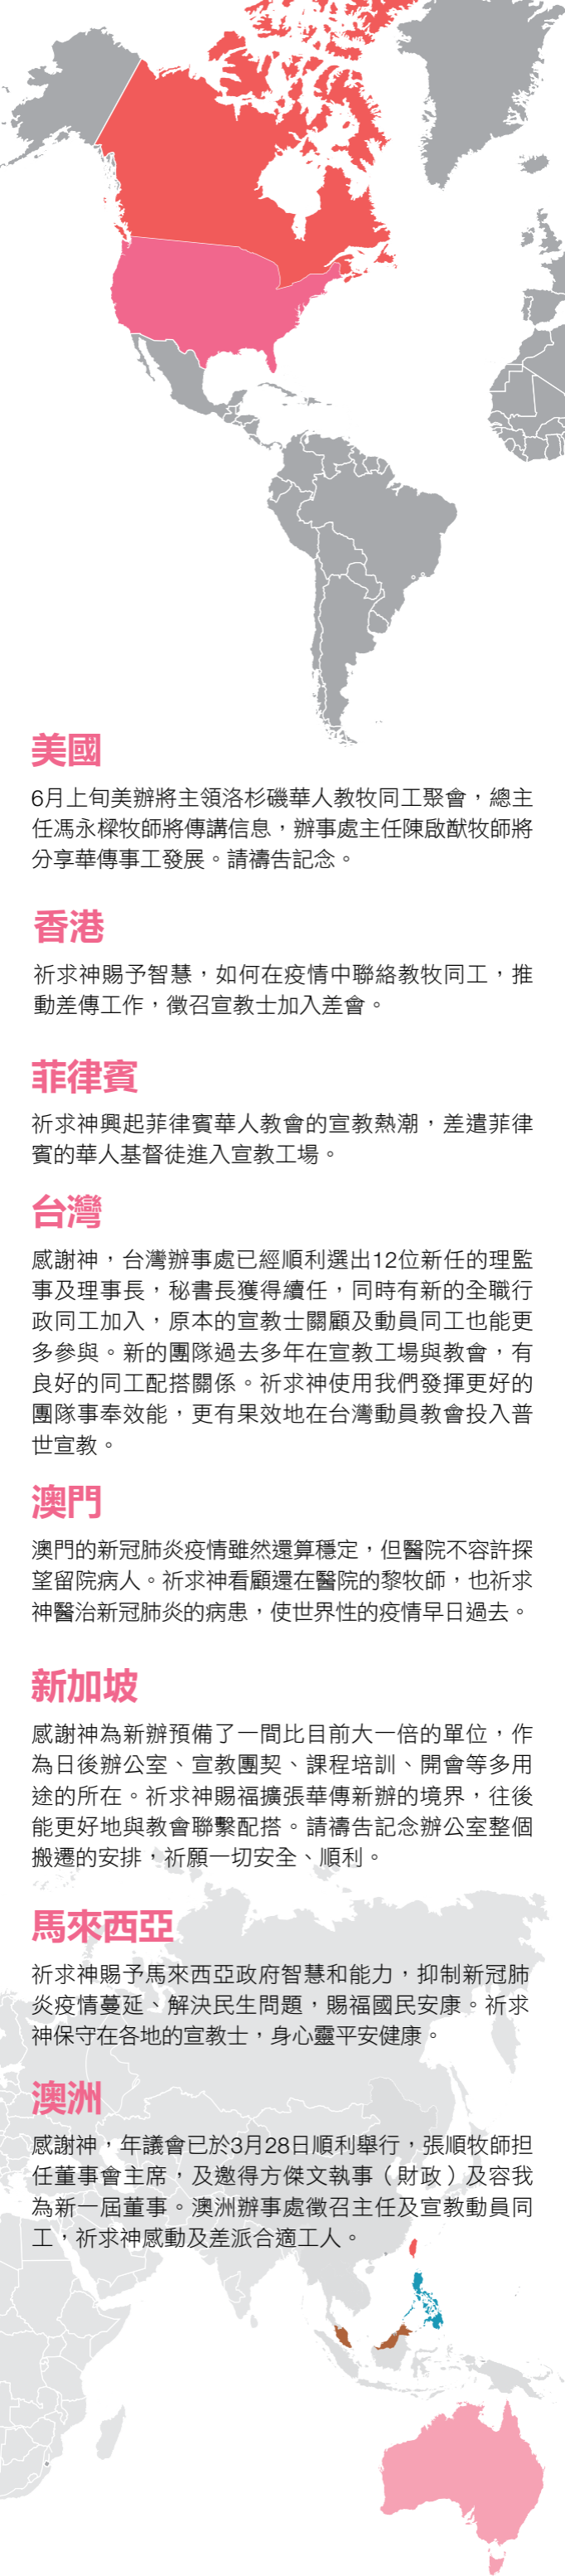 美國
6月上旬美辦將主領洛杉磯華人教牧同工聚會，總主
任馮永樑牧師將傳講信息，辦事處主任陳啟猷牧師將
分享華傳事工發展。請禱告記念。
香港
祈求神賜予智慧，如何在疫情中聯絡教牧同工，推
動差傳工作，徵召宣教士加入差會。
菲律賓
祈求神興起菲律賓華人教會的宣教熱潮，差遣菲律
賓的華人基督徒進入宣教工場。
台灣
感謝神，台灣辦事處已經順利選出12位新任的理監
事及理事長，秘書長獲得續任，同時有新的全職行
政同工加入，原本的宣教士關顧及動員同工也能更
多參與。新的團隊過去多年在宣教工場與教會，有
良好的同工配搭關係。祈求神使用我們發揮更好的
團隊事奉效能，更有果效地在台灣動員教會投入普
世宣教。
澳門
澳門的新冠肺炎疫情雖然還算穩定，但醫院不容許探
望留院病人。祈求神看顧還在醫院的黎牧師，也祈求
神醫治新冠肺炎的病患，使世界性的疫情早日過去。
新加坡
感謝神為新辦預備了一間比目前大一倍的單位，作
為日後辦公室、宣教團契、課程培訓、開會等多用
途的所在。祈求神賜福擴張華傳新辦的境界，往後
能更好地與教會聯繫配搭。請禱告記念辦公室整個
搬遷的安排，祈願一切安全、順利。
馬來西亞
祈求神賜予馬來西亞政府智慧和能力，抑制新冠肺
炎疫情蔓延、解決民生問題，賜福國民安康。祈求
神保守在各地的宣教士，身心靈平安健康。
澳洲
感謝神，年議會已於3月28日順利舉行，張順牧師担
任董事會主席，及邀得方傑文執事（財政）及容我
為新一屆董事。澳洲辦事處徵召主任及宣教動員同
工，祈求神感動及差派合適工人。